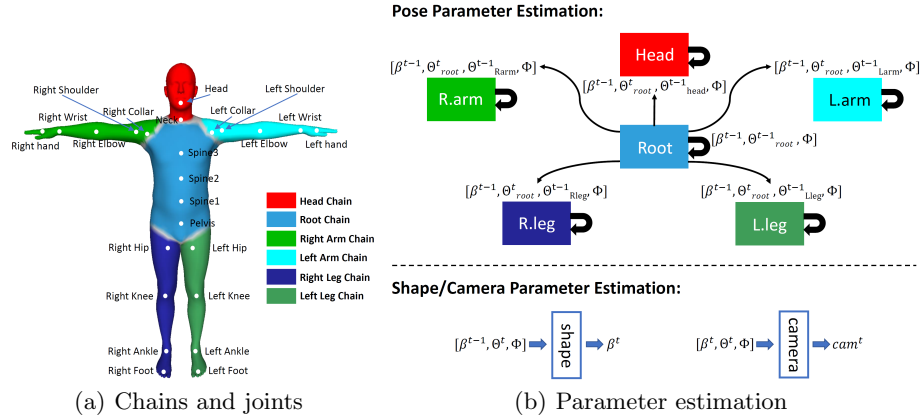 Head
Right Shoulder
Left Shoulder
Right Collar
Left Collar
Neck
Right Wrist
Left Wrist
Right hand
Right Elbow
Left Elbow
Left hand
Spine3
Spine2
Spine1
Pelvis
Right Hip
Left Hip
Right Knee
Left Knee
Right Ankle
Left Ankle
Right Foot
Left Foot
Head Chain
Root Chain
Right Arm Chain
Left Arm Chain
Right Leg Chain
Left Leg Chain
(a) Chains and joints
Pose Parameter Estimation:
Head
[β^{t−1}, Θ^t_{root}, Θ^{t−1}_{Rarm}, Φ]
R.arm
[β^{t−1}, Θ^t_{root}, Θ^{t−1}_{head}, Φ]
[β^{t−1}, Θ^t_{root}, Θ^{t−1}_{Larm}, Φ]
L.arm
Root
[β^{t−1}, Θ^{t−1}_{root}, Φ]
[β^{t−1}, Θ^t_{root}, Θ^{t−1}_{Rleg}, Φ]
R.leg
[β^{t−1}, Θ^t_{root}, Θ^{t−1}_{Lleg}, Φ]
L.leg
Shape/Camera Parameter Estimation:
[β^{t−1}, Θ^t, Φ]
shape
β^t
[β^t, Θ^t, Φ]
camera
cam^t
(b) Parameter estimation